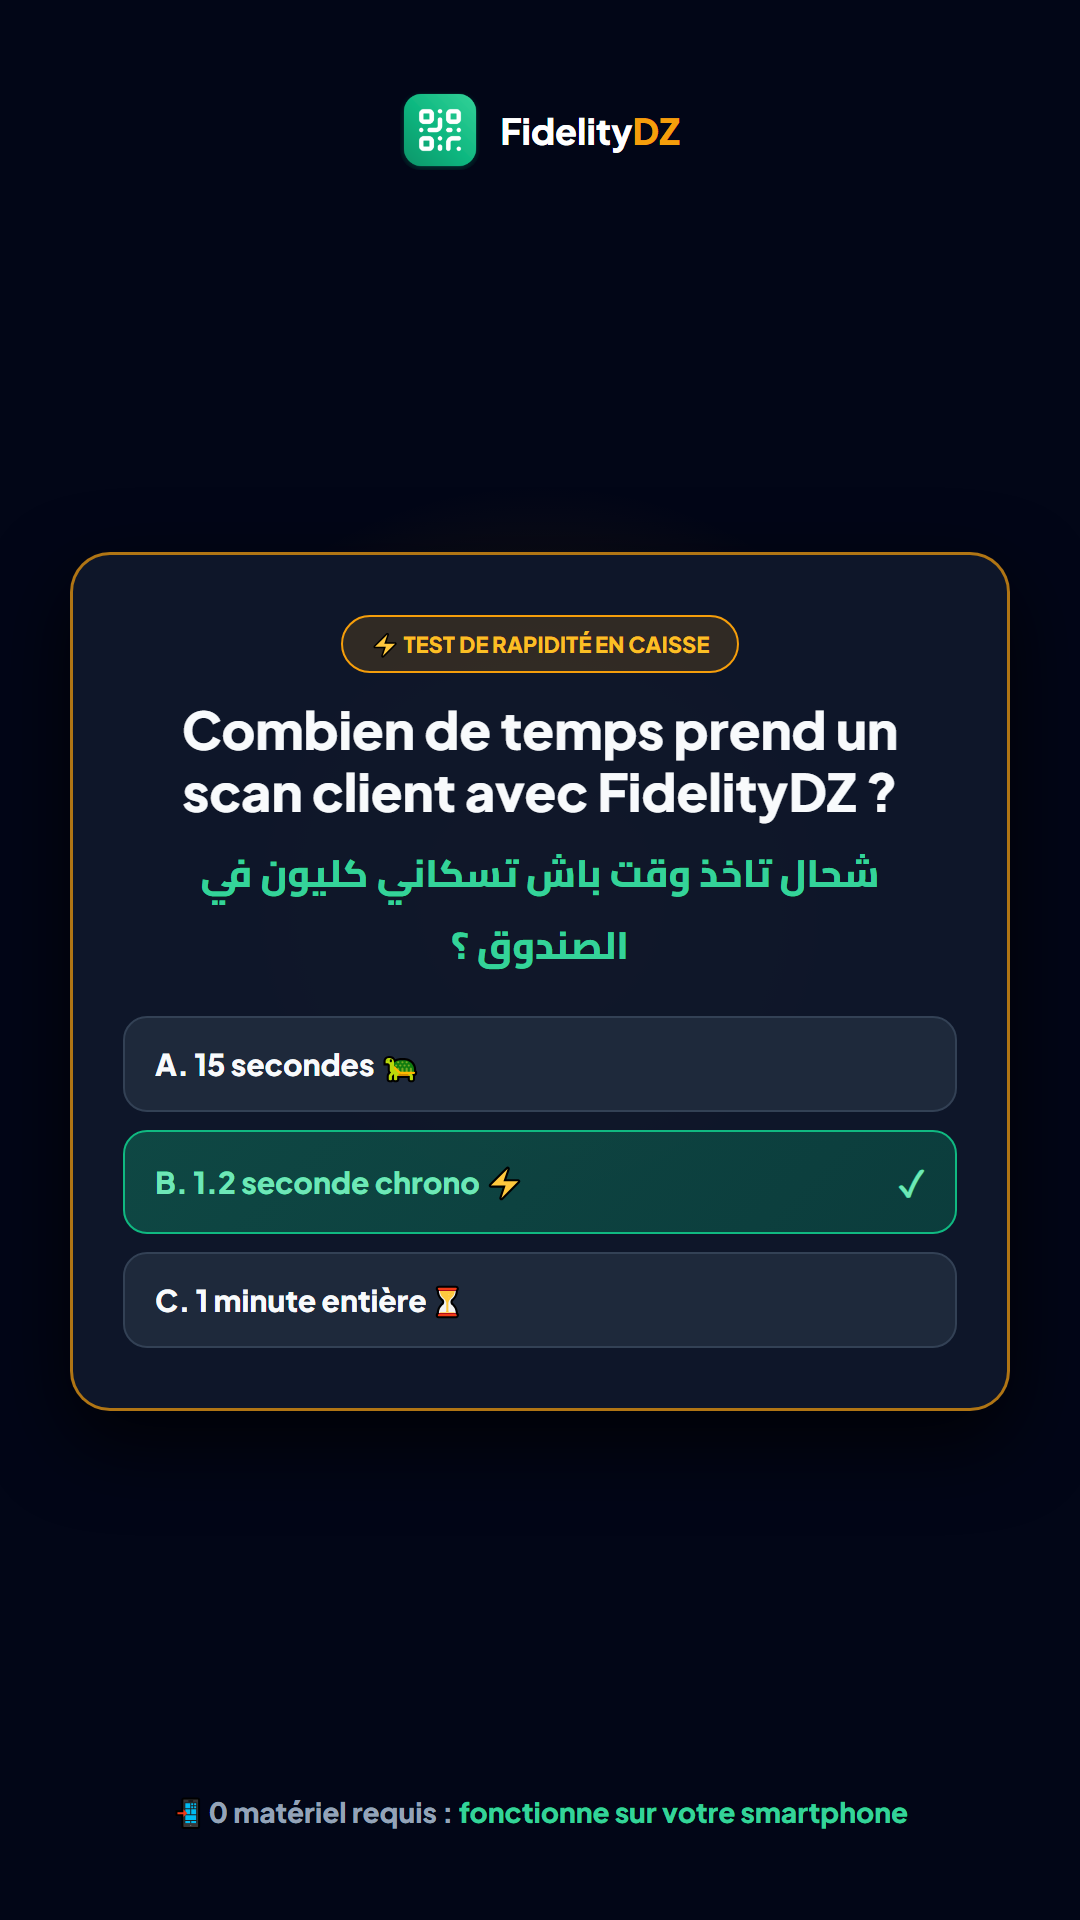 FidelityDZ
⚡ TEST DE RAPIDITÉ EN CAISSE
Combien de temps prend un
scan client avec FidelityDZ ?
شحال تاخذ وقت باش تسكاني كليون في
الصندوق ؟
A. 15 secondes 🐢
B. 1.2 seconde chrono ⚡ ✓
C. 1 minute entière ⏳
📲 0 matériel requis : fonctionne sur votre smartphone